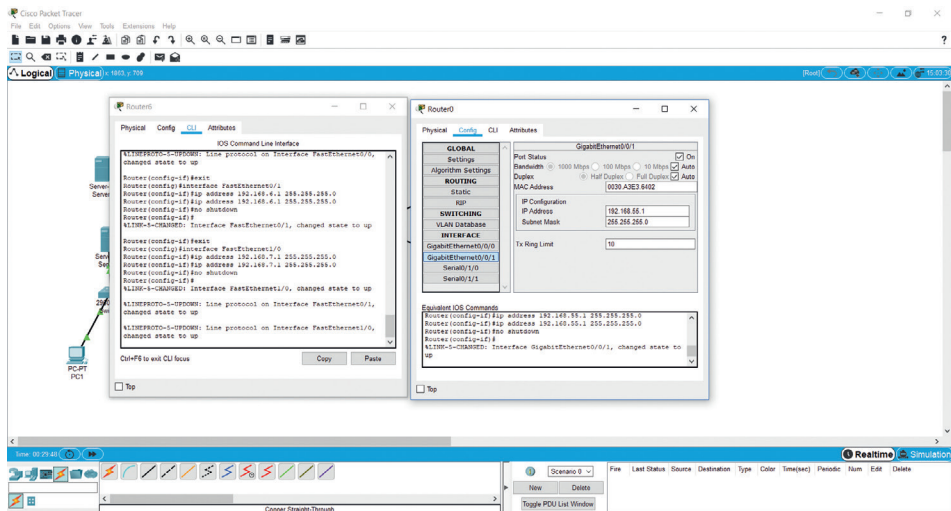 Cisco Packet Tracer
File Edit Options View Tools Extensions Help
?
Logical Physical x: 1863, y: 709
[Root] 15:03:30
Router6
Physical Config CLI Attributes
IOS Command Line Interface
%LINEPROTO-5-UPDOWN: Line protocol on Interface FastEthernet0/0,
changed state to up
Router(config-if)#exit
Router(config)#interface FastEthernet0/1
Router(config-if)#ip address 192.168.6.1 255.255.255.0
Router(config-if)#ip address 192.168.6.1 255.255.255.0
Router(config-if)#no shutdown
Router(config-if)#
%LINK-5-CHANGED: Interface FastEthernet0/1, changed state to up
Router(config-if)#exit
Router(config)#interface FastEthernet1/0
Router(config-if)#ip address 192.168.7.1 255.255.255.0
Router(config-if)#ip address 192.168.7.1 255.255.255.0
Router(config-if)#no shutdown
Router(config-if)#
%LINK-5-CHANGED: Interface FastEthernet1/0, changed state to up
%LINEPROTO-5-UPDOWN: Line protocol on Interface FastEthernet0/1,
changed state to up
%LINEPROTO-5-UPDOWN: Line protocol on Interface FastEthernet1/0,
changed state to up
Ctrl+F6 to exit CLI focus
Copy Paste
Top
Router0
Physical Config CLI Attributes
GLOBAL
Settings
Algorithm Settings
ROUTING
Static
RIP
SWITCHING
VLAN Database
INTERFACE
GigabitEthernet0/0/0
GigabitEthernet0/0/1
Serial0/1/0
Serial0/1/1
GigabitEthernet0/0/1
Port Status On
Bandwidth 1000 Mbps 100 Mbps 10 Mbps Auto
Duplex Half Duplex Full Duplex Auto
MAC Address 0030.A3E3.6402
IP Configuration
IP Address 192.168.55.1
Subnet Mask 255.255.255.0
Tx Ring Limit 10
Equivalent IOS Commands
Router(config-if)#ip address 192.168.55.1 255.255.255.0
Router(config-if)#ip address 192.168.55.1 255.255.255.0
Router(config-if)#no shutdown
Router(config-if)#
%LINK-5-CHANGED: Interface GigabitEthernet0/0/1, changed state to
up
Top
PC-PT
PC1
Time: 00:29:48
Realtime Simulation
Scenario 0
New Delete
Toggle PDU List Window
Fire Last Status Source Destination Type Color Time(sec) Periodic Num Edit Delete
Copper Straight-Through